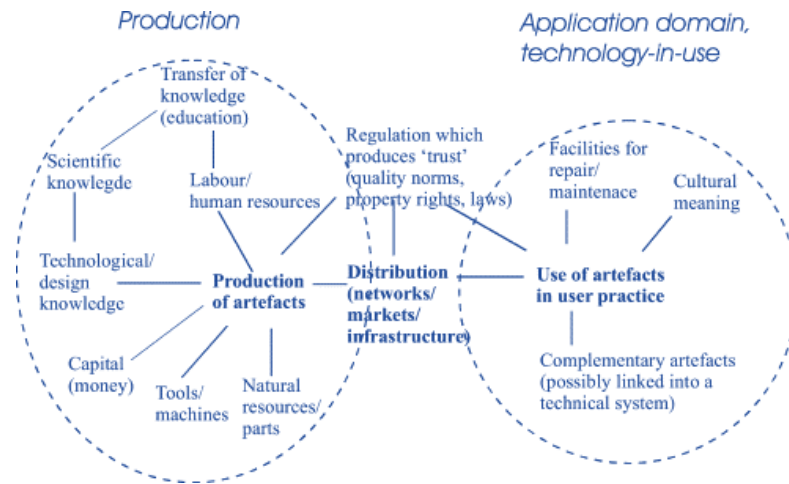 Production
Application domain,
technology-in-use
Transfer of
knowledge
(education)
Regulation which
produces ‘trust’
(quality norms,
property rights, laws)
Facilities for
repair/
maintenace
Cultural
meaning
Scientific
knowlegde
Labour/
human resources
Technological/
design
knowledge
Production
of artefacts
Distribution
(networks/
markets/
infrastructure)
Use of artefacts
in user practice
Capital
(money)
Tools/
machines
Natural
resources/
parts
Complementary artefacts
(possibly linked into a
technical system)